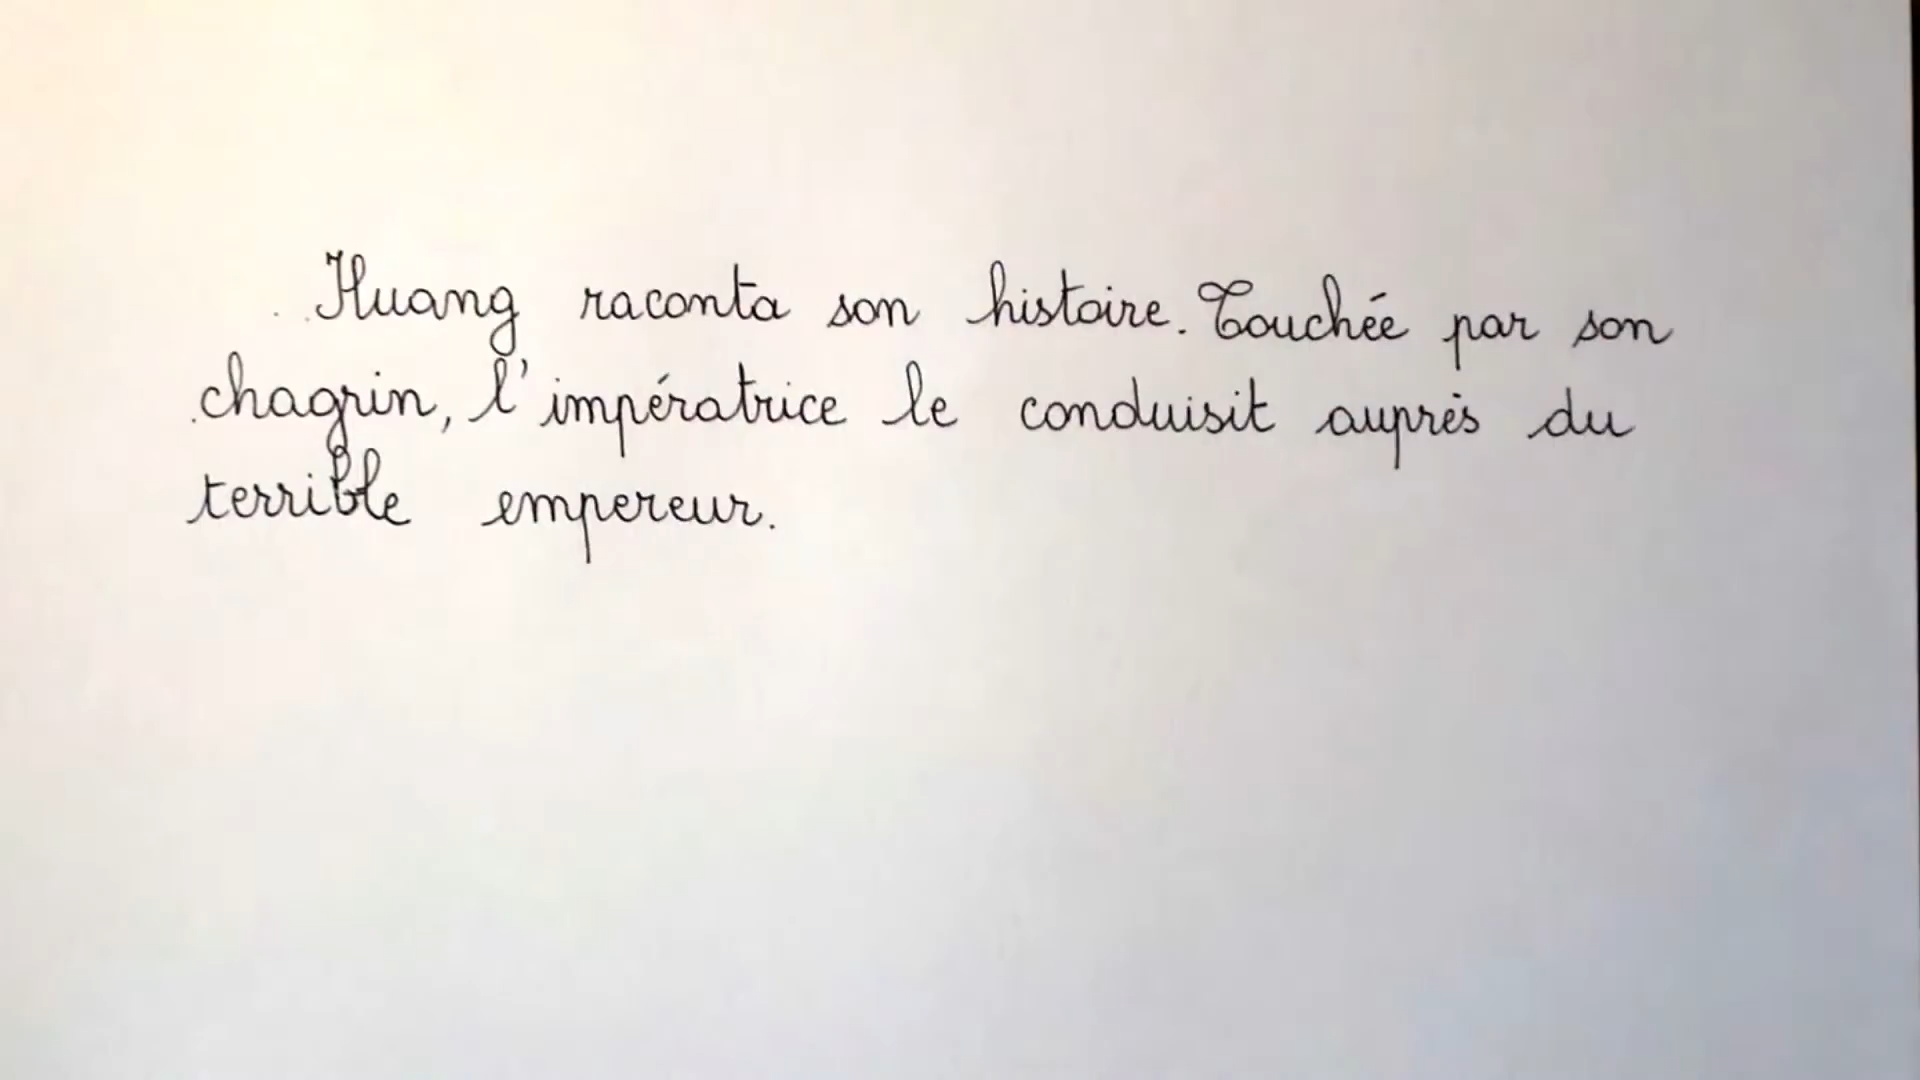 Huang raconta son histoire. Touchée par son
chagrin, l'impératrice le conduisit auprès du
terrible empereur.